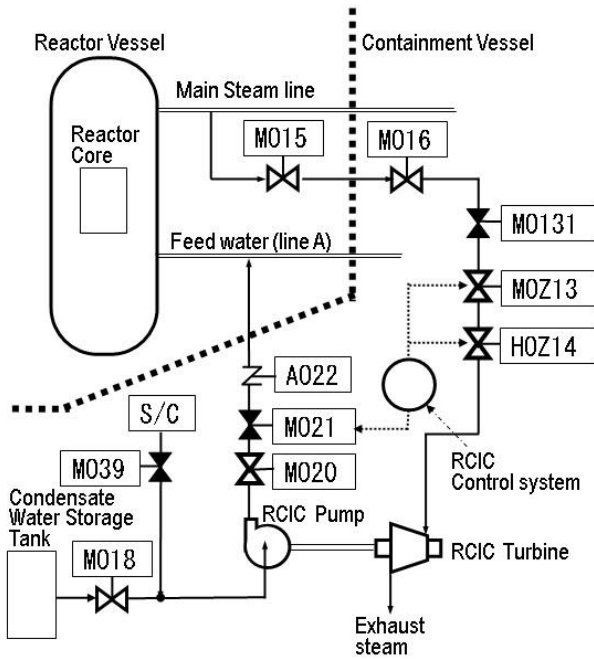 Reactor Vessel
Containment Vessel
Main Steam line
MO15
MO16
Reactor
Core
MO131
Feed water (line A)
MOZ13
HOZ14
AO22
S/C
MO21
MO39
MO20
RCIC
Control system
Condensate
Water Storage
Tank
RCIC Pump
MO18
RCIC Turbine
Exhaust
steam